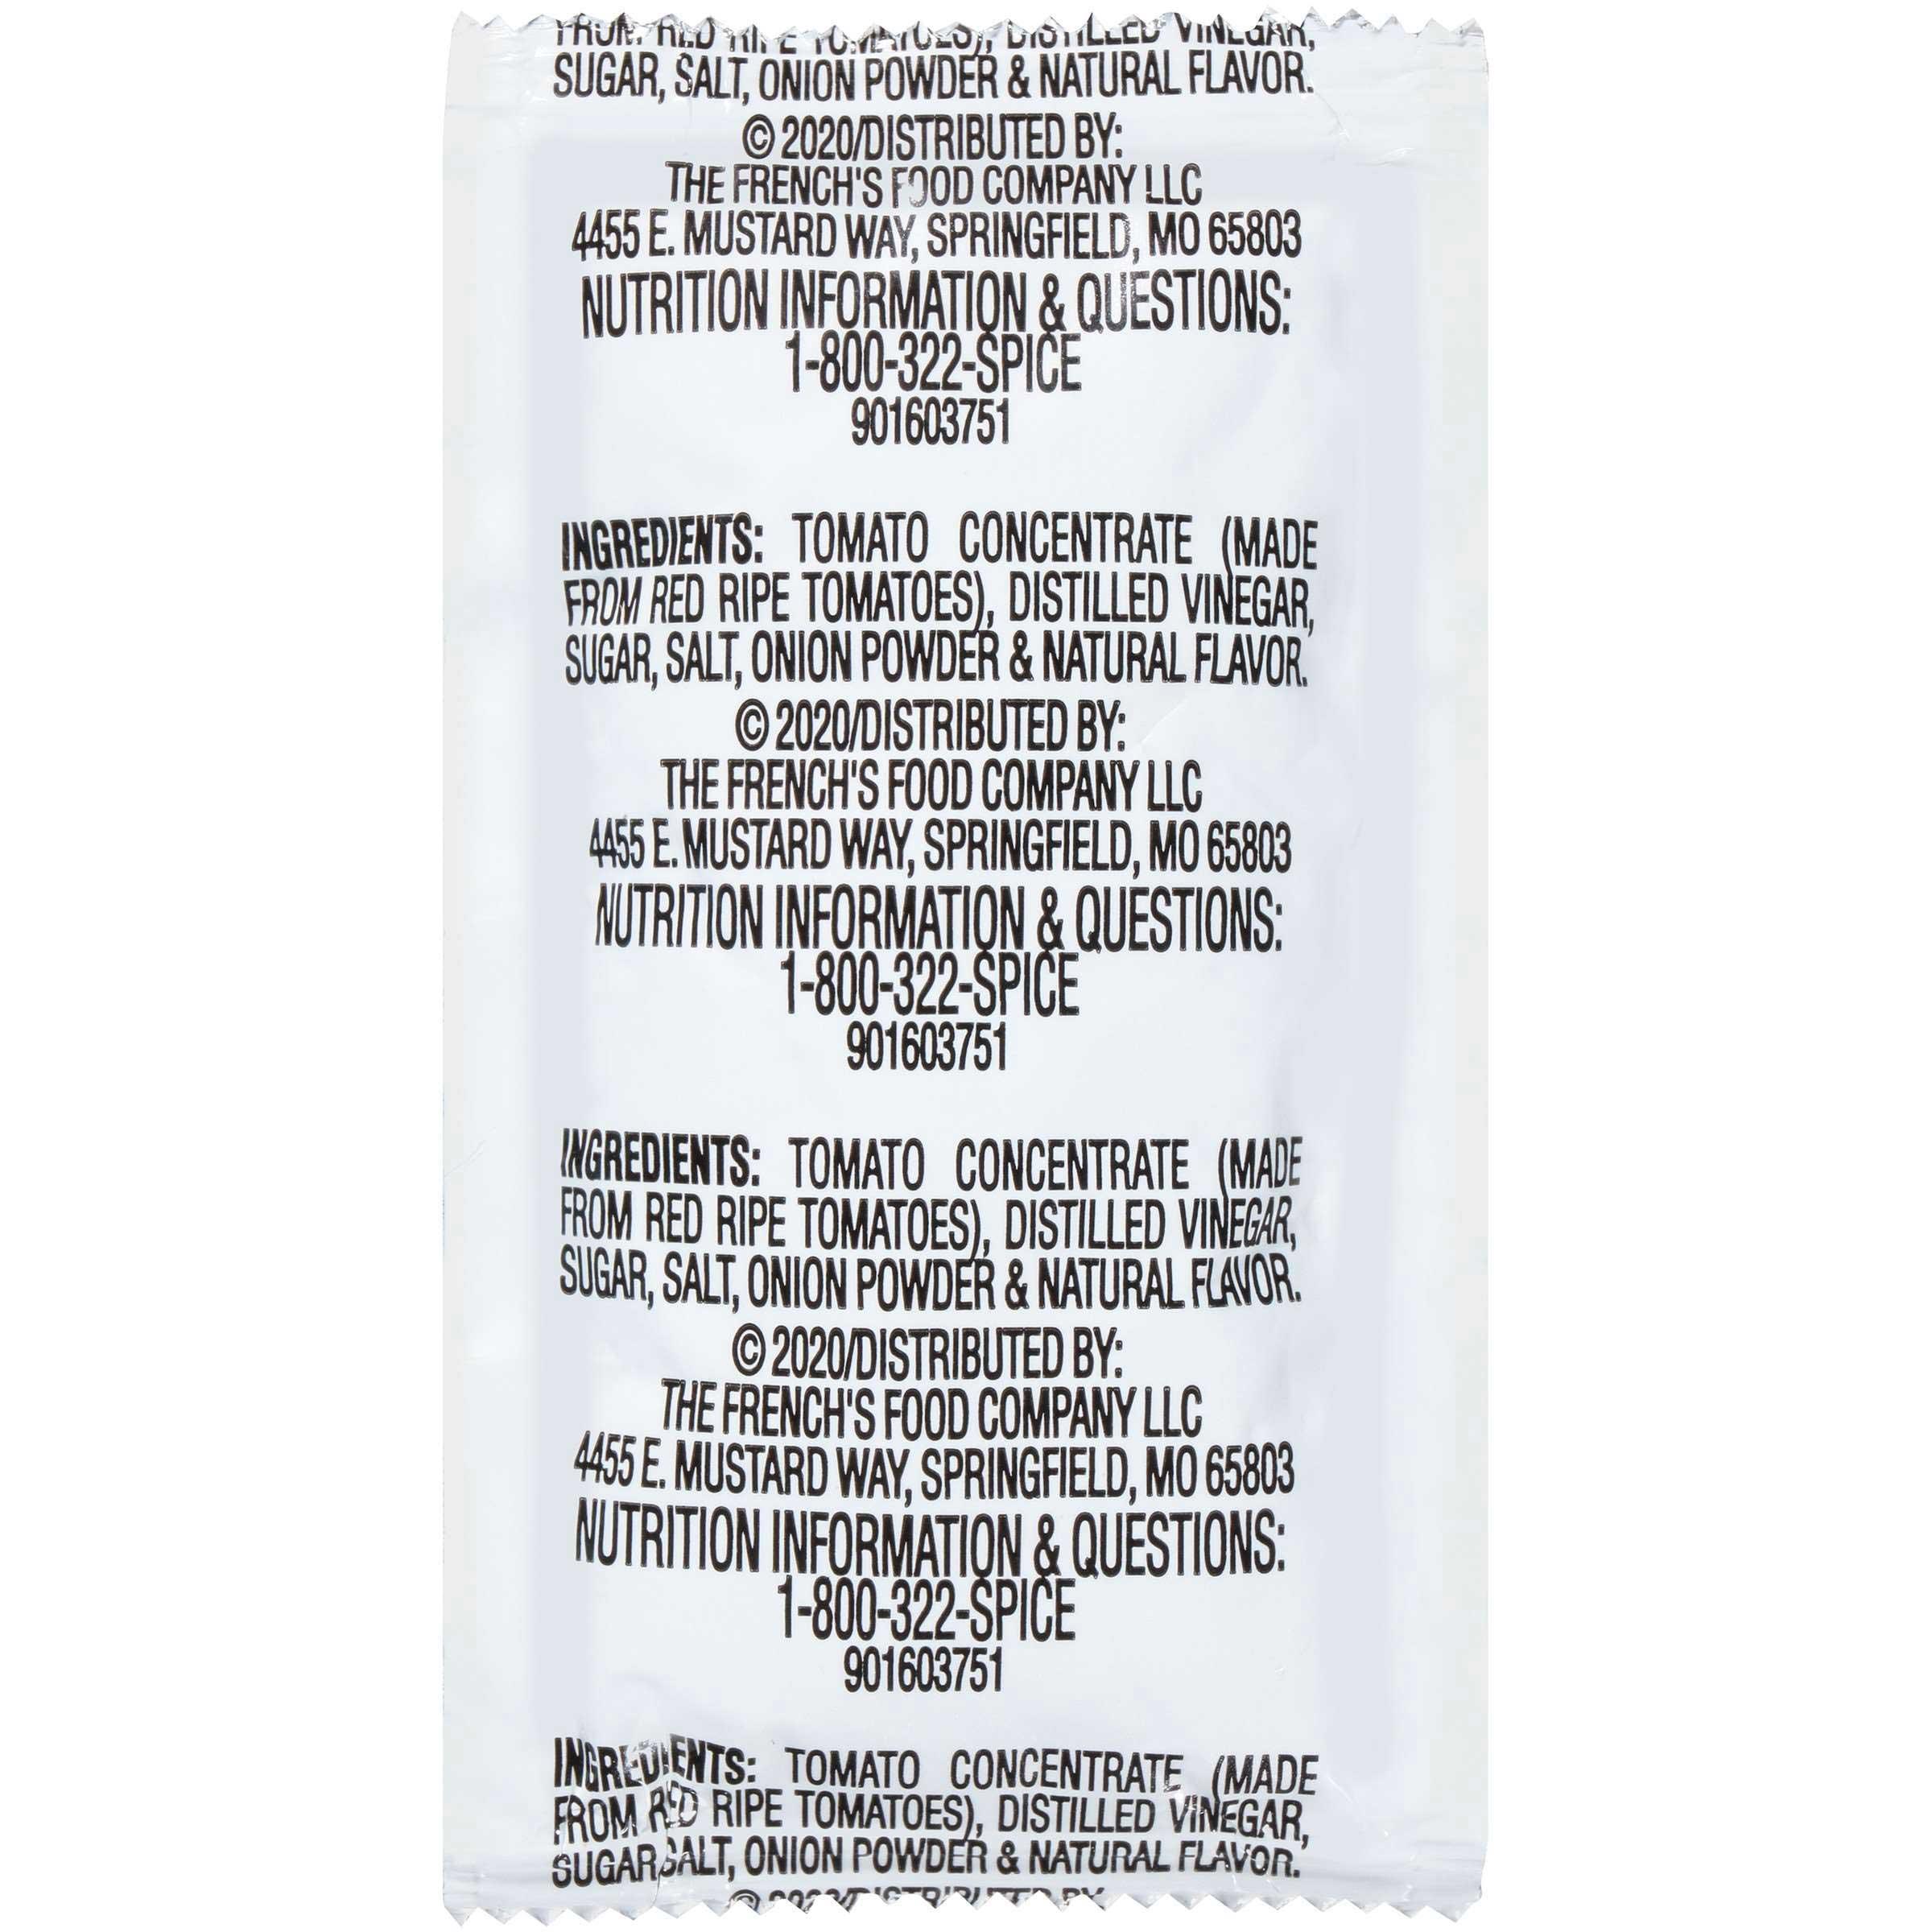 FROM RED RIPE TOMATOES), DISTILLED VINEGAR,
SUGAR, SALT, ONION POWDER & NATURAL FLAVOR.
© 2020/DISTRIBUTED BY:
THE FRENCH'S FOOD COMPANY LLC
4455 E. MUSTARD WAY, SPRINGFIELD, MO 65803
NUTRITION INFORMATION & QUESTIONS:
1-800-322-SPICE
901603751
INGREDIENTS: TOMATO CONCENTRATE (MADE
FROM RED RIPE TOMATOES), DISTILLED VINEGAR,
SUGAR, SALT, ONION POWDER & NATURAL FLAVOR.
© 2020/DISTRIBUTED BY:
THE FRENCH'S FOOD COMPANY LLC
4455 E. MUSTARD WAY, SPRINGFIELD, MO 65803
NUTRITION INFORMATION & QUESTIONS:
1-800-322-SPICE
901603751
INGREDIENTS: TOMATO CONCENTRATE (MADE
FROM RED RIPE TOMATOES), DISTILLED VINEGAR,
SUGAR, SALT, ONION POWDER & NATURAL FLAVOR.
© 2020/DISTRIBUTED BY:
THE FRENCH'S FOOD COMPANY LLC
4455 E. MUSTARD WAY, SPRINGFIELD, MO 65803
NUTRITION INFORMATION & QUESTIONS:
1-800-322-SPICE
901603751
INGREDIENTS: TOMATO CONCENTRATE (MADE
FROM RED RIPE TOMATOES), DISTILLED VINEGAR,
SUGAR, SALT, ONION POWDER & NATURAL FLAVOR.
© 2020/DISTRIBUTED BY